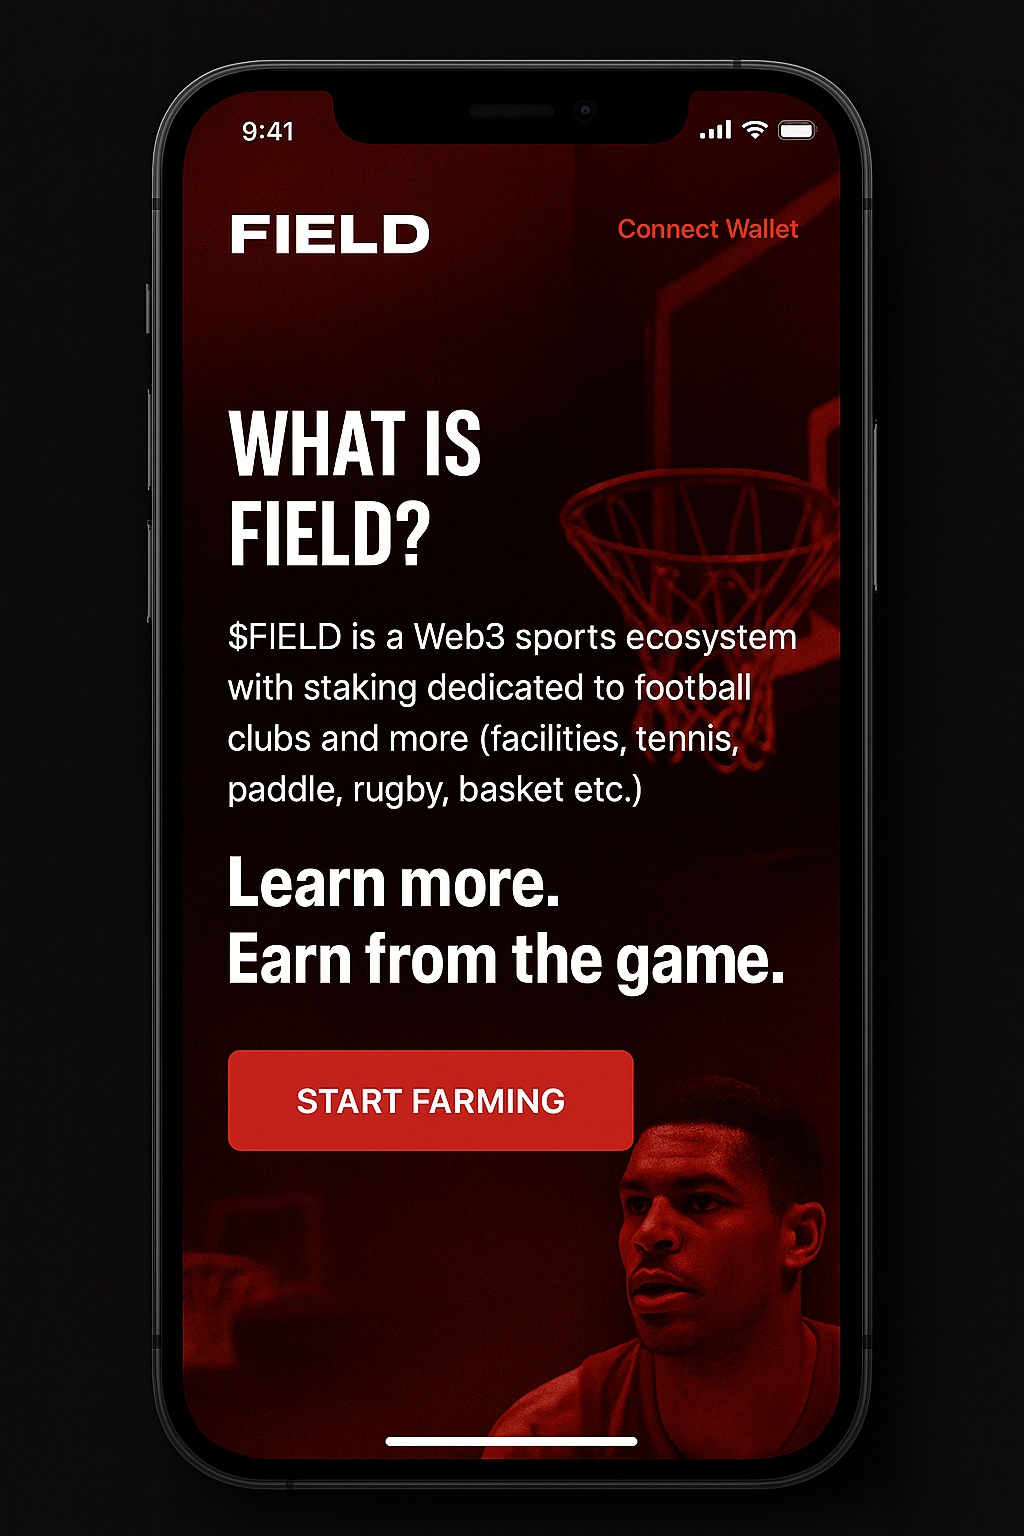 9:41
FIELD
Connect Wallet
WHAT IS
FIELD?
$FIELD is a Web3 sports ecosystem
with staking dedicated to football
clubs and more (facilities, tennis,
paddle, rugby, basket etc.)
Learn more.
Earn from the game.
START FARMING